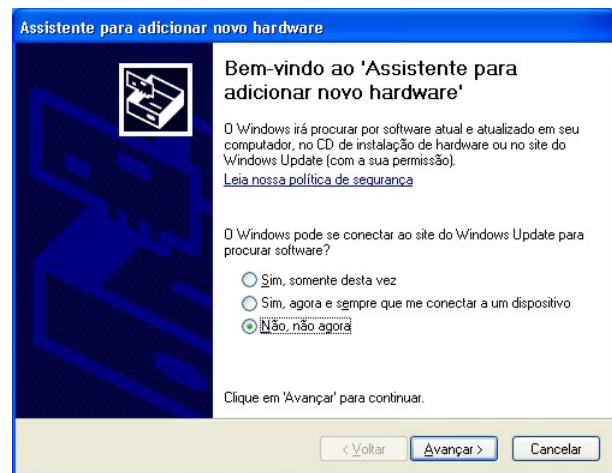 Assistente para adicionar novo hardware
Bem-vindo ao 'Assistente para
adicionar novo hardware'
O Windows irá procurar por software atual e atualizado em seu
computador, no CD de instalação de hardware ou no site do
Windows Update (com a sua permissão).
Leia nossa política de segurança
O Windows pode se conectar ao site do Windows Update para
procurar software?
Sim, somente desta vez
Sim, agora e sempre que me conectar a um dispositivo
Não, não agora
Clique em 'Avançar' para continuar.
< Voltar Avançar > Cancelar